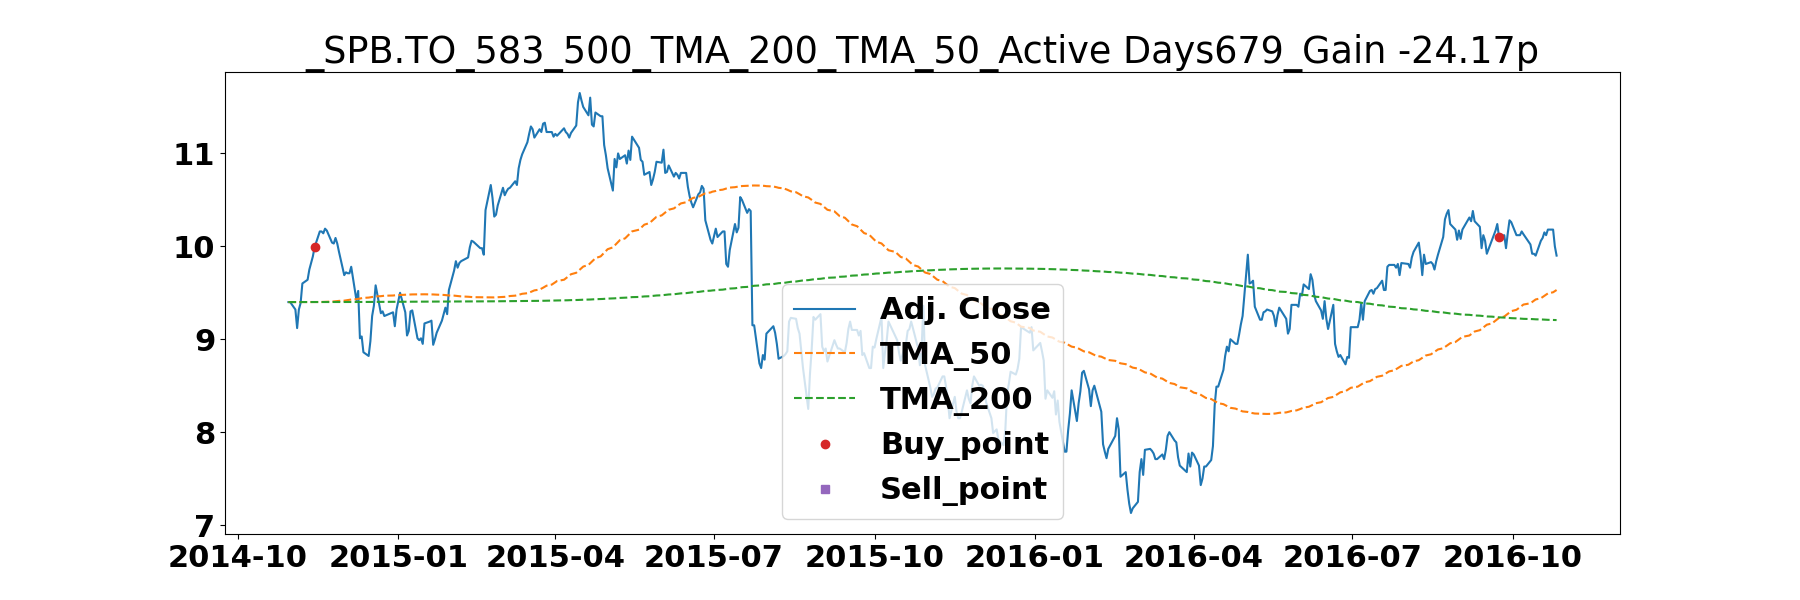 _SPB.TO_583_500_TMA_200_TMA_50_Active Days679_Gain -24.17p
11
10
9
8
7
Adj. Close
TMA_50
TMA_200
Buy_point
Sell_point
2014-10 2015-01 2015-04 2015-07 2015-10 2016-01 2016-04 2016-07 2016-10